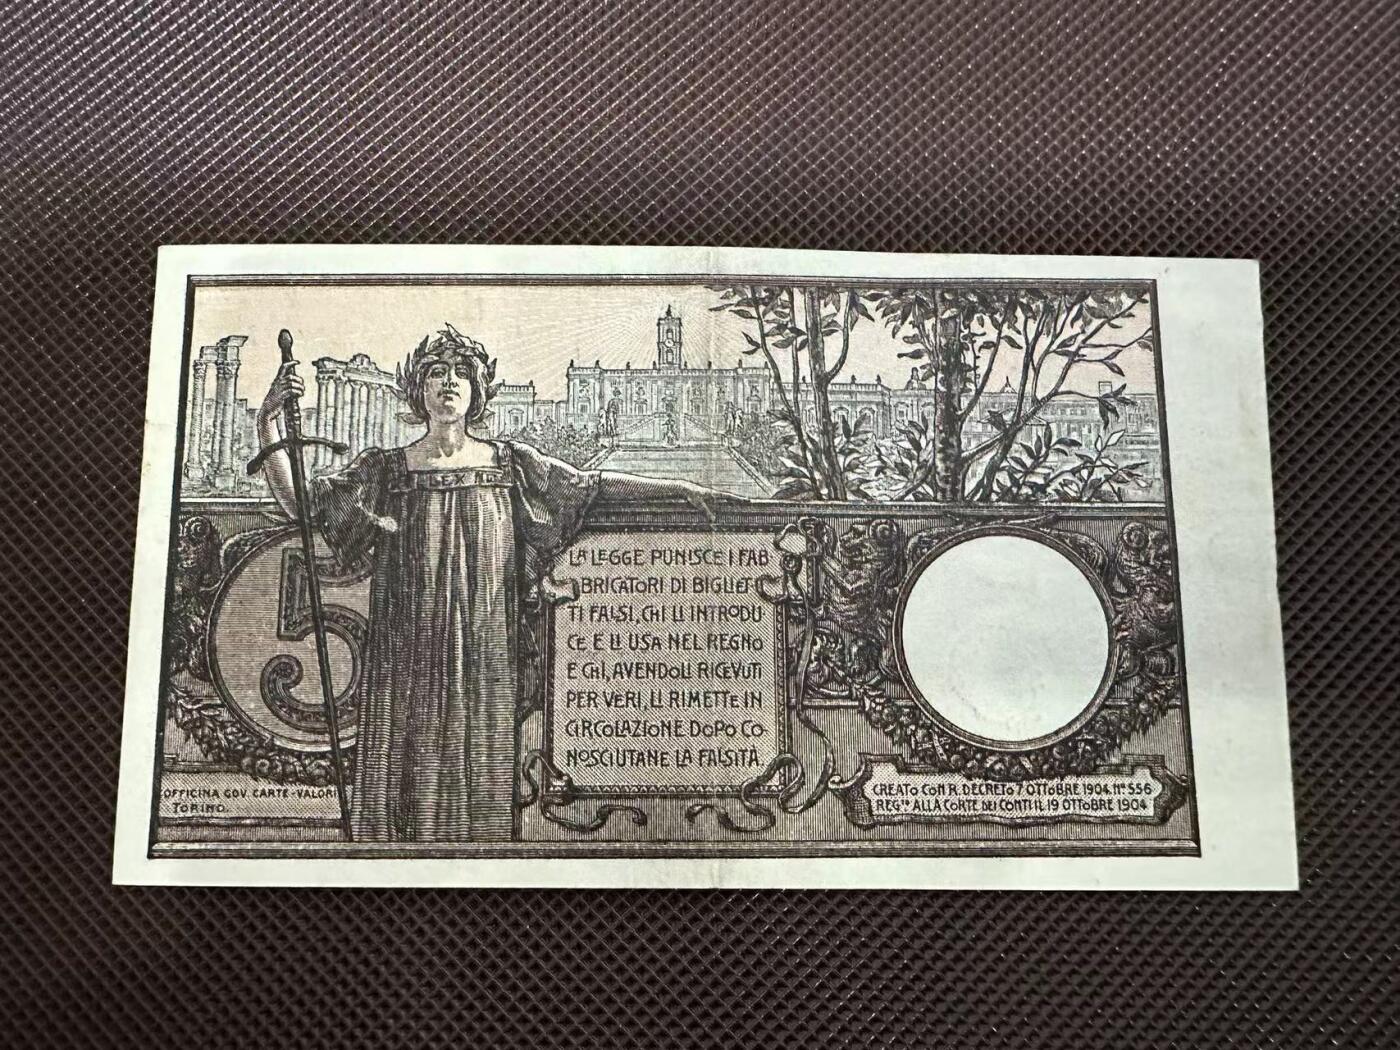 LEX
5
LA LEGGE PUNISCE I FAB
BRICATORI DI BIGLIET
TI FALSI, CHI LI INTRODU
CE E LI USA NEL REGNO
E CHI, AVENDOLI RICEVUTI
PER VERI, LI RIMETTE IN
CIRCOLAZIONE DOPO CO-
NOSCIUTANE LA FALSITÀ.
OFFICINA GOV. CARTE-VALORI
TORINO.
CREATO CON R. DECRETO 7 OTTOBRE 1904. Nº 556
REG.to ALLA CORTE DEI CONTI IL 19 OTTOBRE 1904